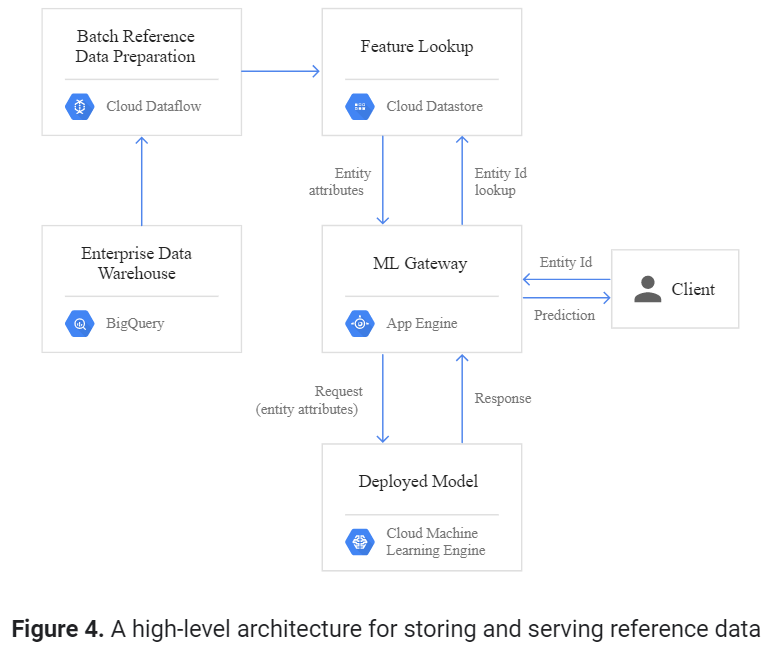 Batch Reference
Data Preparation
Cloud Dataflow
Feature Lookup
Cloud Datastore
Entity
attributes
Entity Id
lookup
Enterprise Data
Warehouse
BigQuery
ML Gateway
App Engine
Entity Id
Prediction
Client
Request
(entity attributes)
Response
Deployed Model
Cloud Machine
Learning Engine
Figure 4. A high-level architecture for storing and serving reference data